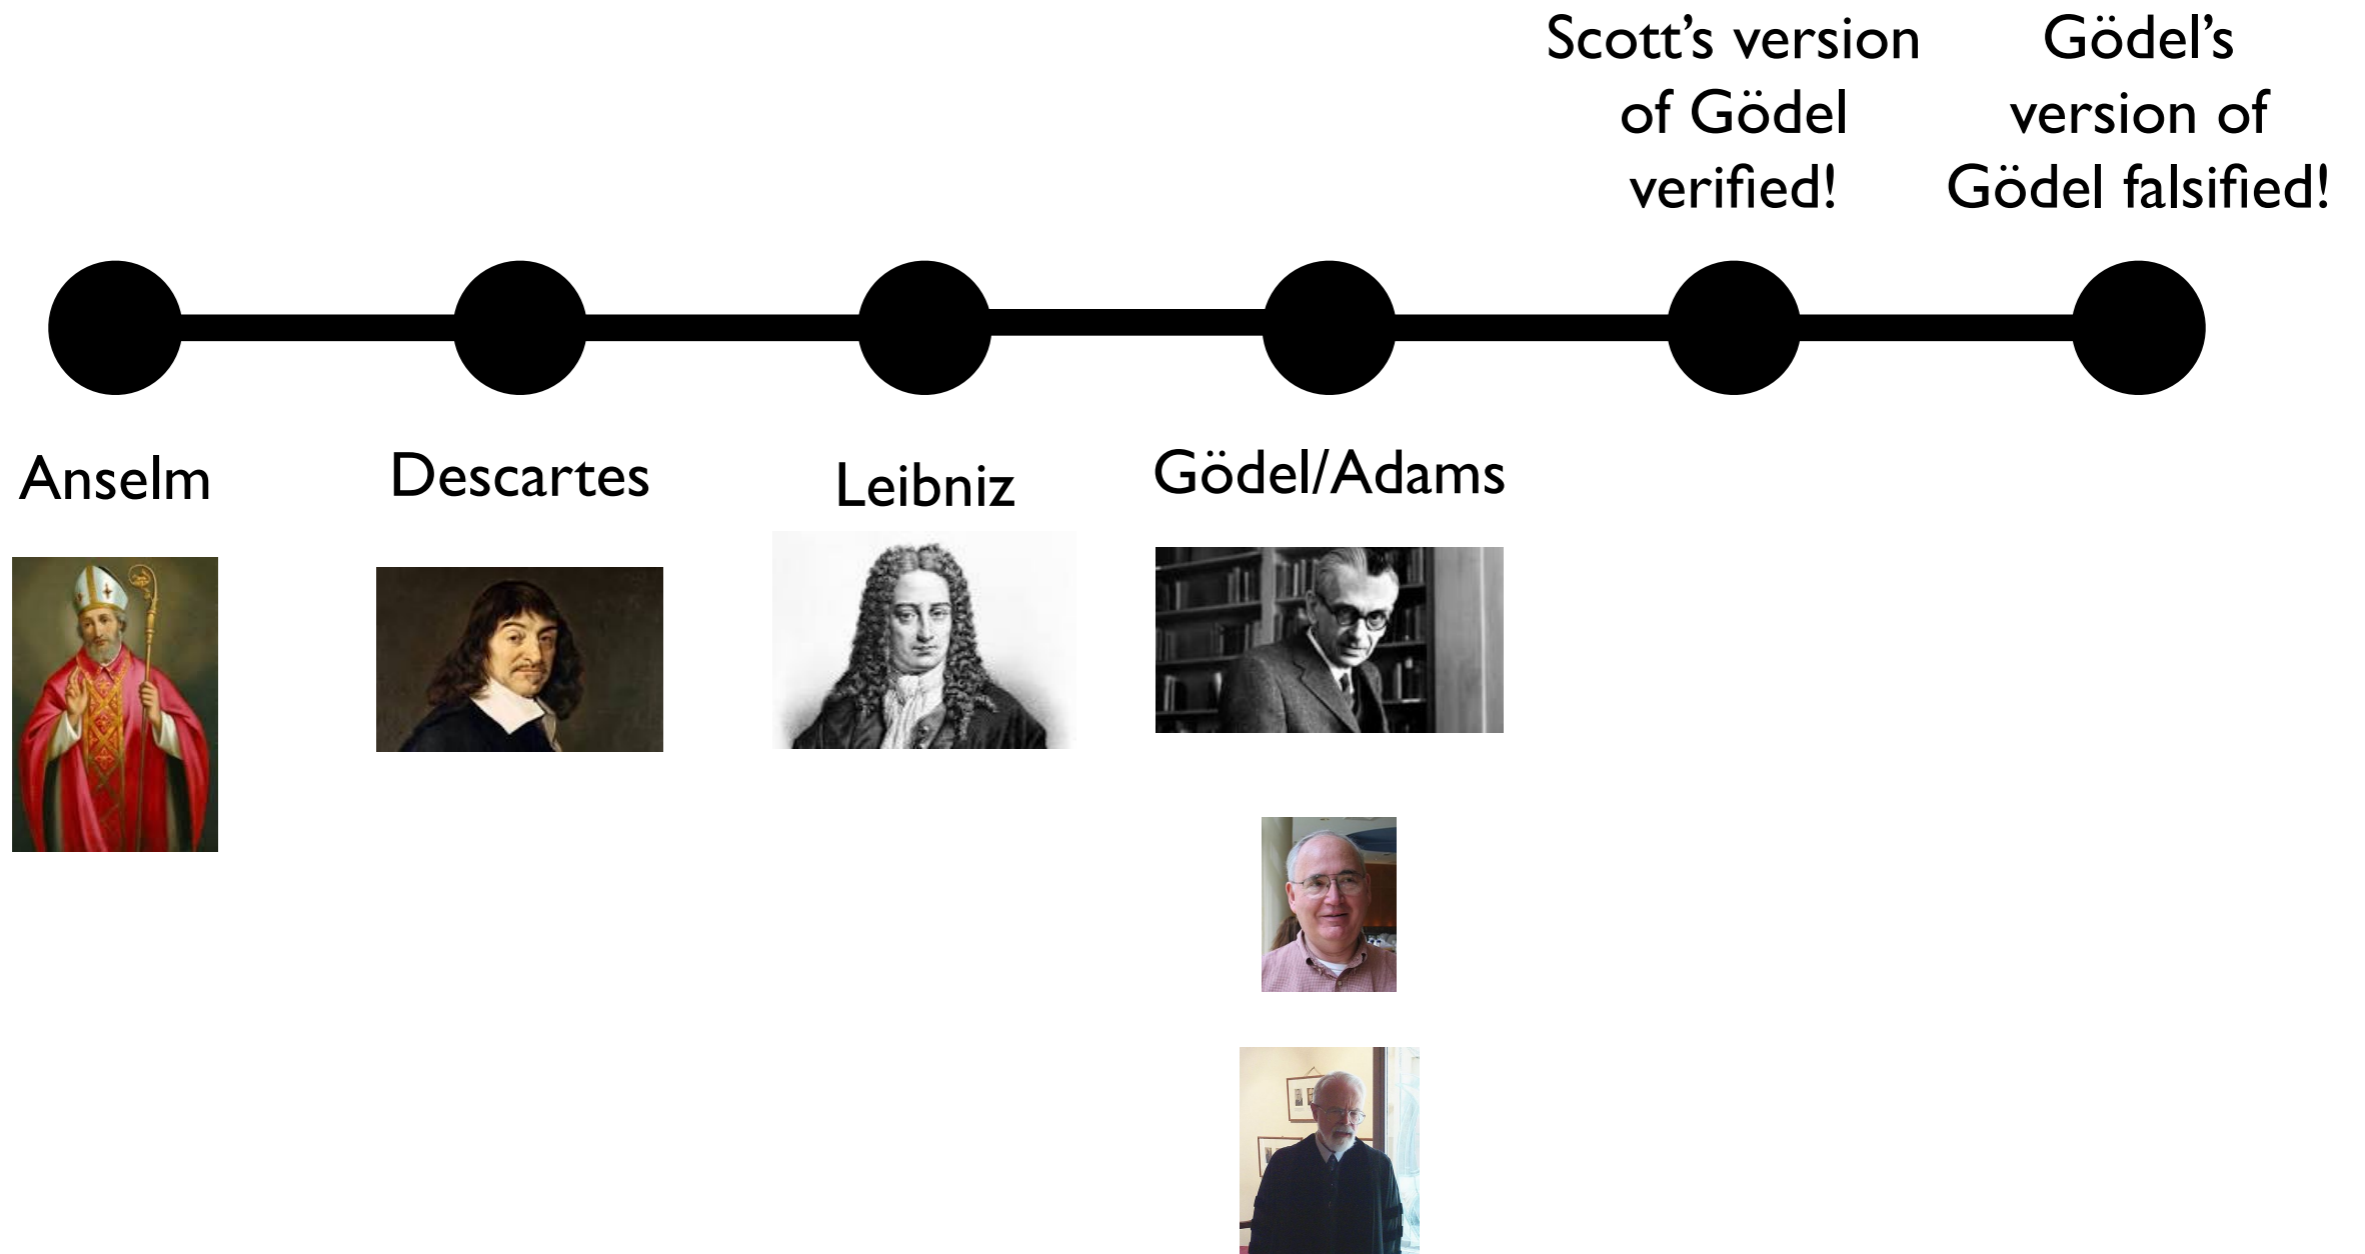 Scott’s version
of Gödel
verified!
Gödel’s
version of
Gödel falsified!
Anselm
Descartes
Leibniz
Gödel/Adams